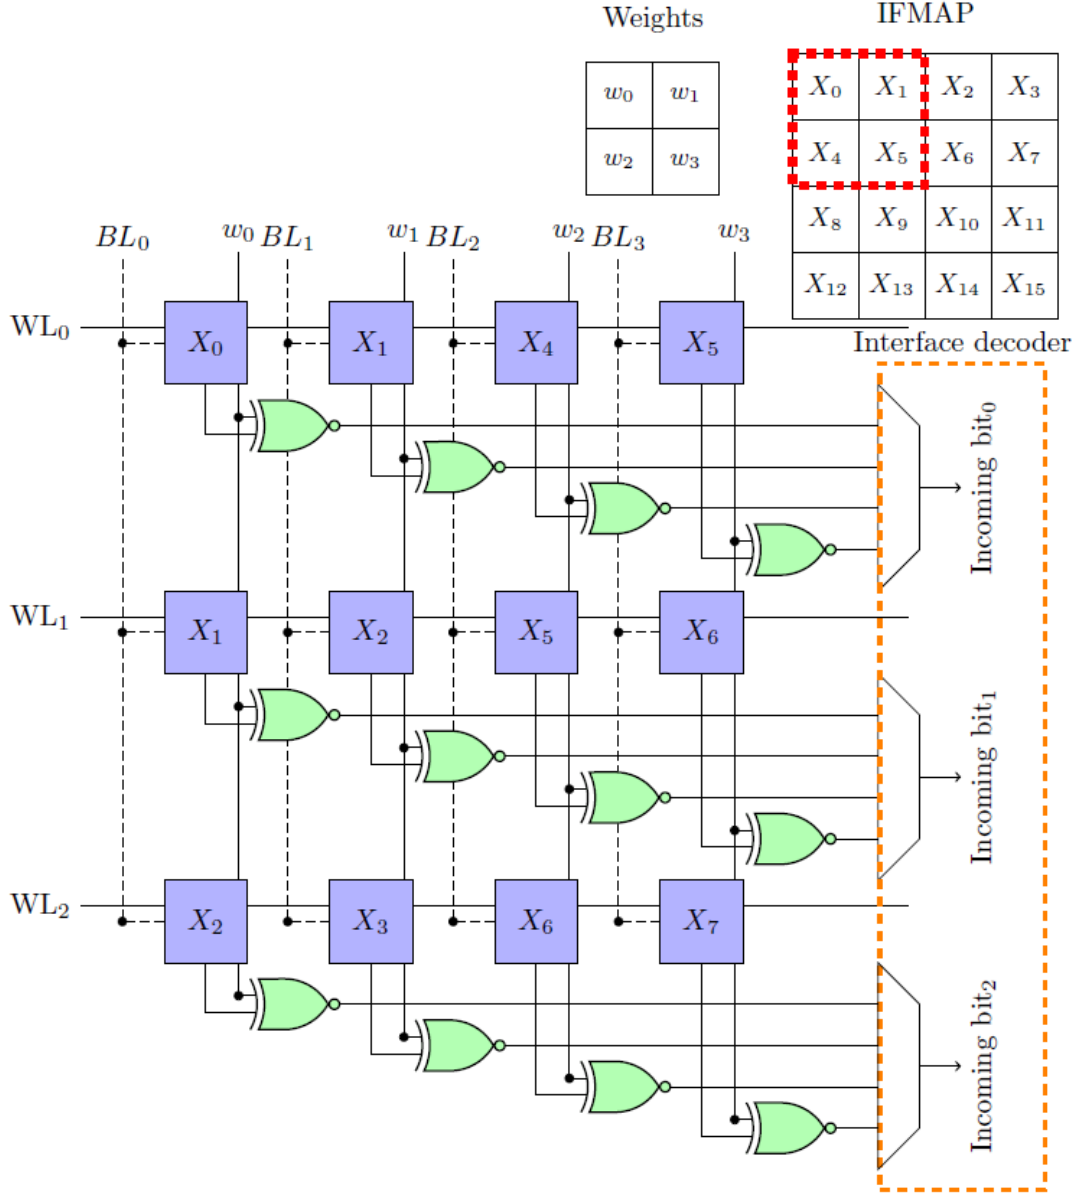 Weights
IFMAP
w₀ w₁
w₂ w₃
X₀ X₁ X₂ X₃
X₄ X₅ X₆ X₇
X₈ X₉ X₁₀ X₁₁
X₁₂ X₁₃ X₁₄ X₁₅
BL₀ w₀ BL₁ w₁ BL₂ w₂ BL₃ w₃
WL₀ X₀ X₁ X₄ X₅
Interface decoder
Incoming bit₀
WL₁ X₁ X₂ X₅ X₆
Incoming bit₁
WL₂ X₂ X₃ X₆ X₇
Incoming bit₂